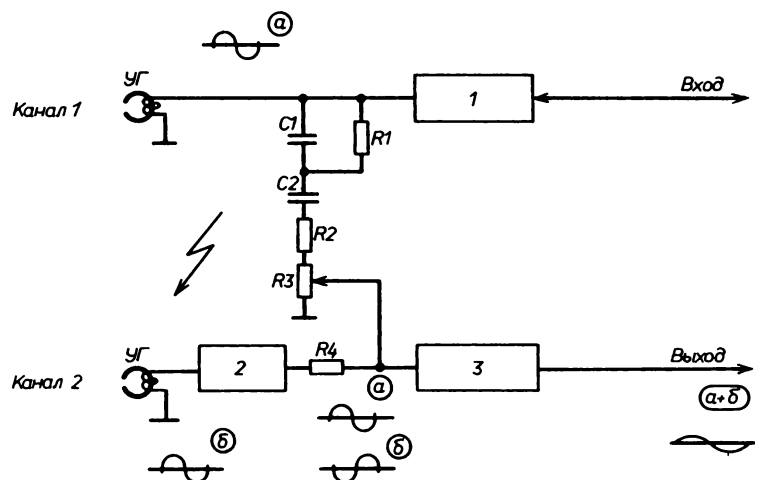 а
УГ
Канал 1
1
Вход
C1
R1
C2
R2
R3
УГ
Канал 2
2
R4
3
Выход
а
а+б
б
б